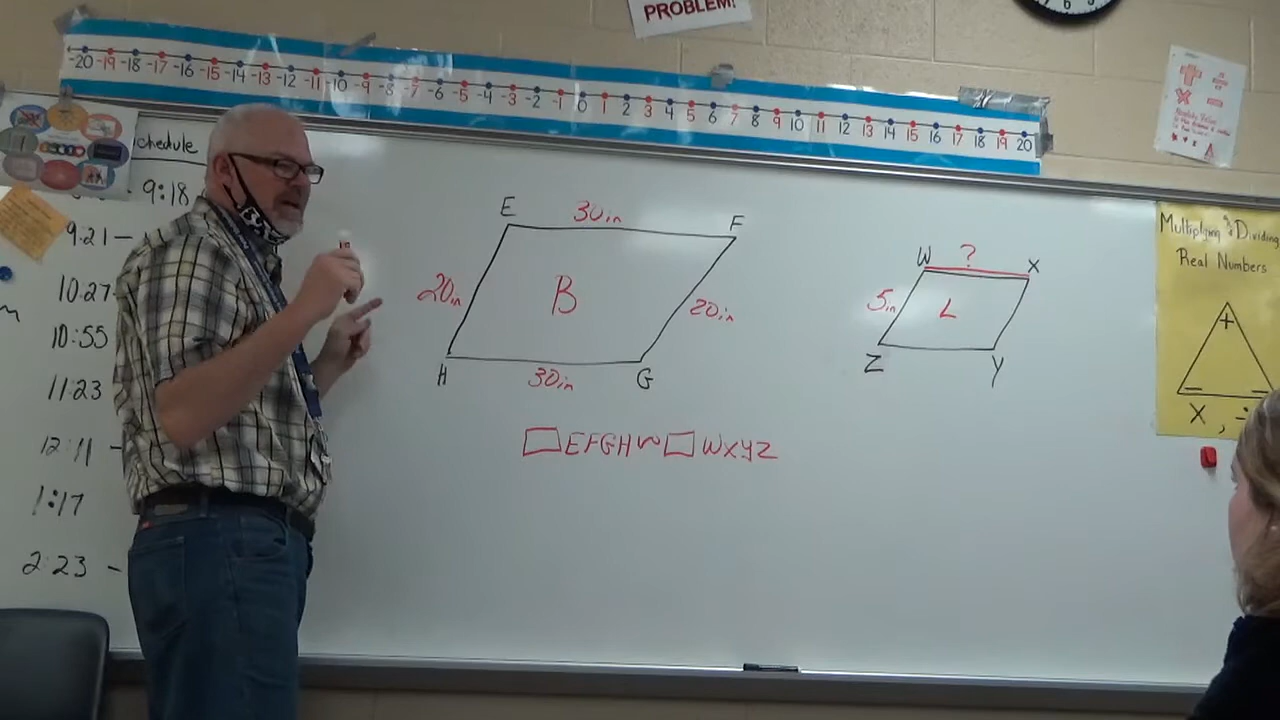 PROBLEM!
-20 -19 -18 -17 -16 -15 -14 -13 -12 -11 -10 -9 -8 -7 -6 -5 -4 -3 -2 -1 0 1 2 3 4 5 6 7 8 9 10 11 12 13 14 15 16 17 18 19 20
chedule
9:18
9:21 –
10:27
10:55
11:23
12:11 –
1:17
2:23 –
E 30in F
20in B 20in
H 30in G
W ? X
5in L
Z Y
▱EFGH ~ ▱WXYZ
Multiplying & Dividing
Real Numbers
+
– –
X , ÷